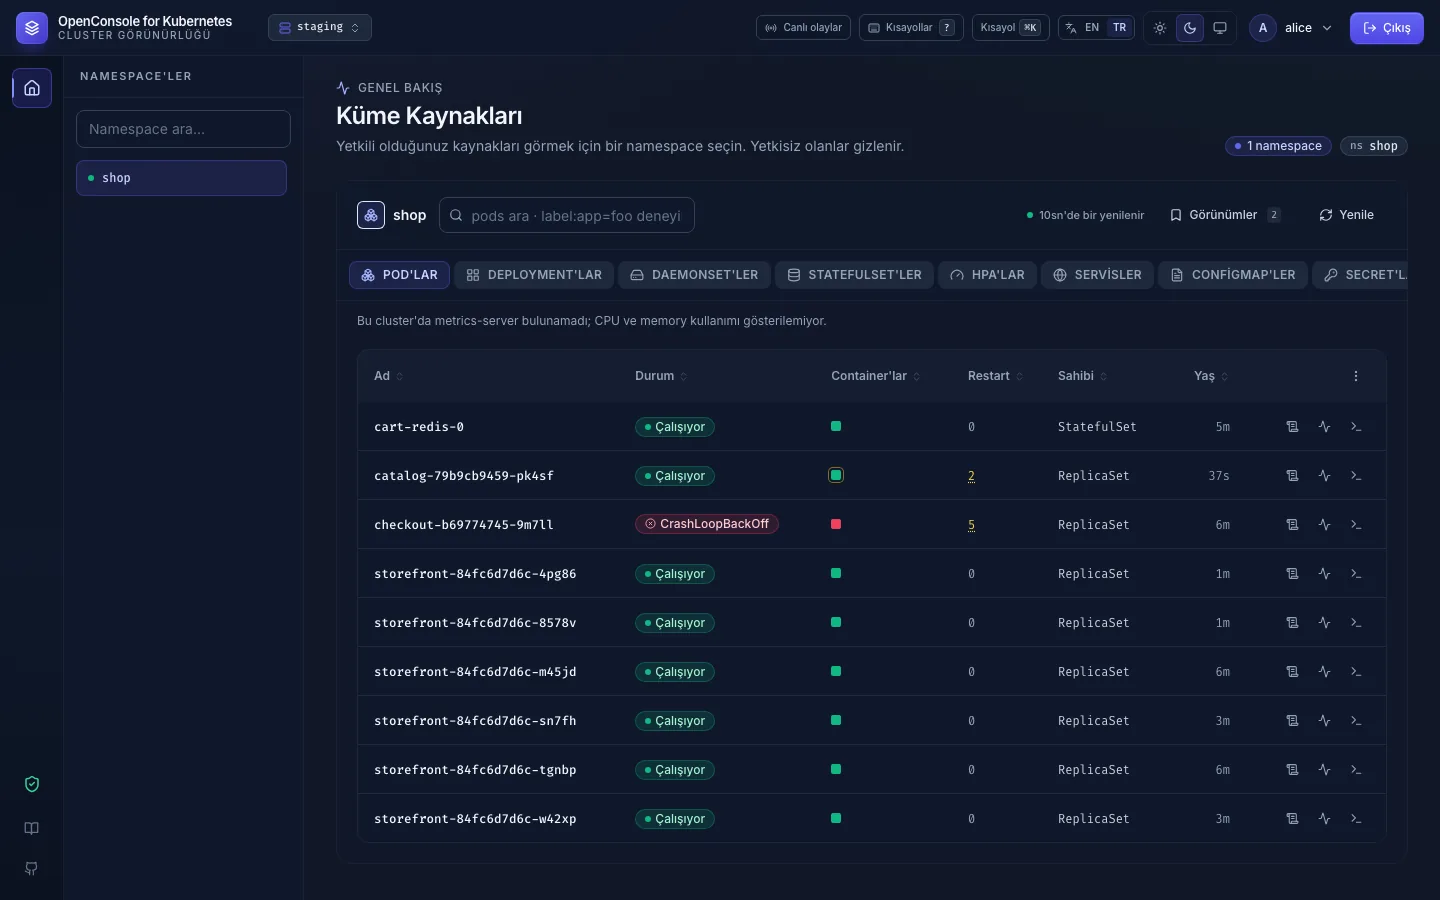 OpenConsole for Kubernetes
CLUSTER GÖRÜNÜRLÜĞÜ
staging
Canlı olaylar
Kısayollar ?
Kısayol ⌘K
EN TR
A alice
Çıkış
NAMESPACE'LER
Namespace ara...
shop
GENEL BAKIŞ
Küme Kaynakları
Yetkili olduğunuz kaynakları görmek için bir namespace seçin. Yetkisiz olanlar gizlenir.
1 namespace
ns shop
shop
pods ara · label:app=foo deneyi
10sn'de bir yenilenir
Görünümler 2
Yenile
POD'LAR DEPLOYMENT'LAR DAEMONSET'LER STATEFULSET'LER HPA'LAR SERVİSLER CONFİGMAP'LER SECRET'L
Bu cluster'da metrics-server bulunamadı; CPU ve memory kullanımı gösterilemiyor.
Ad Durum Container'lar Restart Sahibi Yaş
cart-redis-0 Çalışıyor 0 StatefulSet 5m
catalog-79b9cb9459-pk4sf Çalışıyor 2 ReplicaSet 37s
checkout-b69774745-9m7ll CrashLoopBackOff 5 ReplicaSet 6m
storefront-84fc6d7d6c-4pg86 Çalışıyor 0 ReplicaSet 1m
storefront-84fc6d7d6c-8578v Çalışıyor 0 ReplicaSet 1m
storefront-84fc6d7d6c-m45jd Çalışıyor 0 ReplicaSet 6m
storefront-84fc6d7d6c-sn7fh Çalışıyor 0 ReplicaSet 3m
storefront-84fc6d7d6c-tgnbp Çalışıyor 0 ReplicaSet 6m
storefront-84fc6d7d6c-w42xp Çalışıyor 0 ReplicaSet 3m